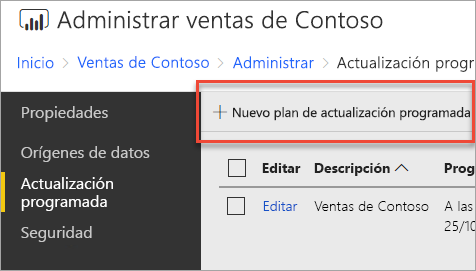 Administrar ventas de Contoso
Inicio > Ventas de Contoso > Administrar > Actualización prog
Propiedades
+ Nuevo plan de actualización programada
Orígenes de datos
Editar Descripción Prog
Actualización
programada
Editar Ventas de Contoso A las
25/10
Seguridad